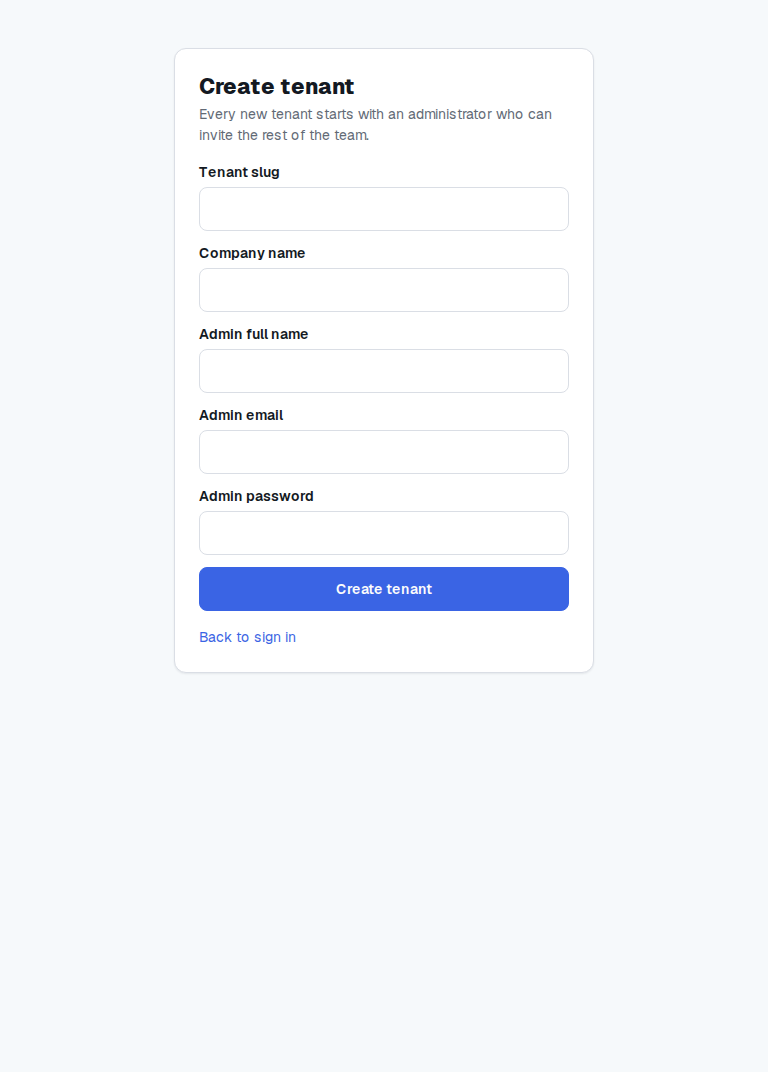 Create tenant
Every new tenant starts with an administrator who can
invite the rest of the team.
Tenant slug
Company name
Admin full name
Admin email
Admin password
Create tenant
Back to sign in